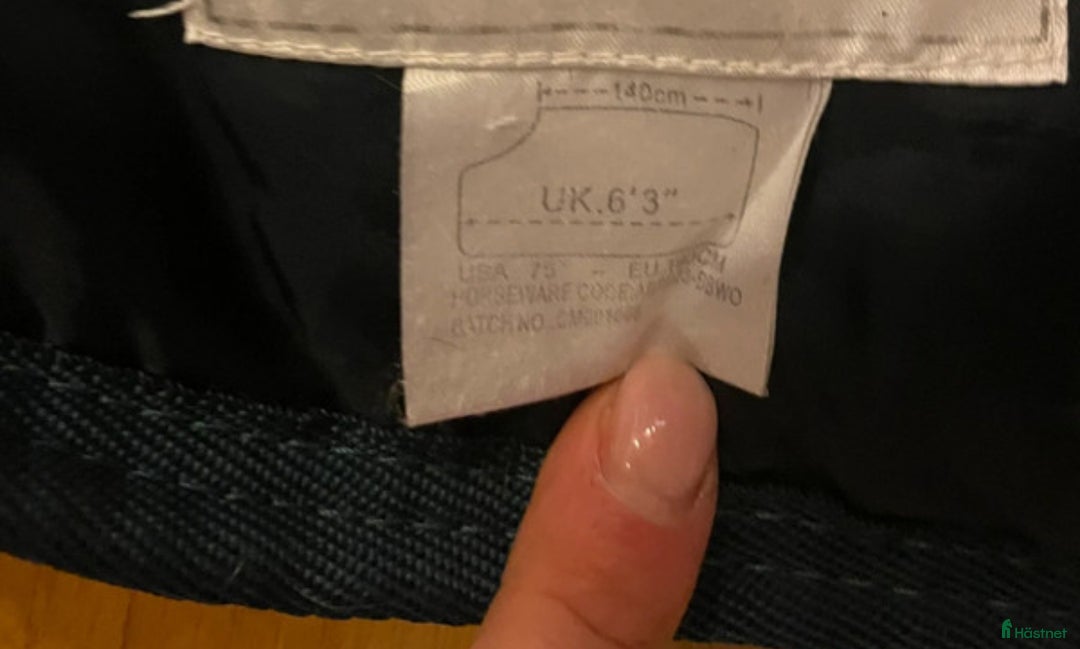 140cm
UK.6'3"
USA 75" - EU
HORSEWARE CODE:
BATCH NO.
Hästnet